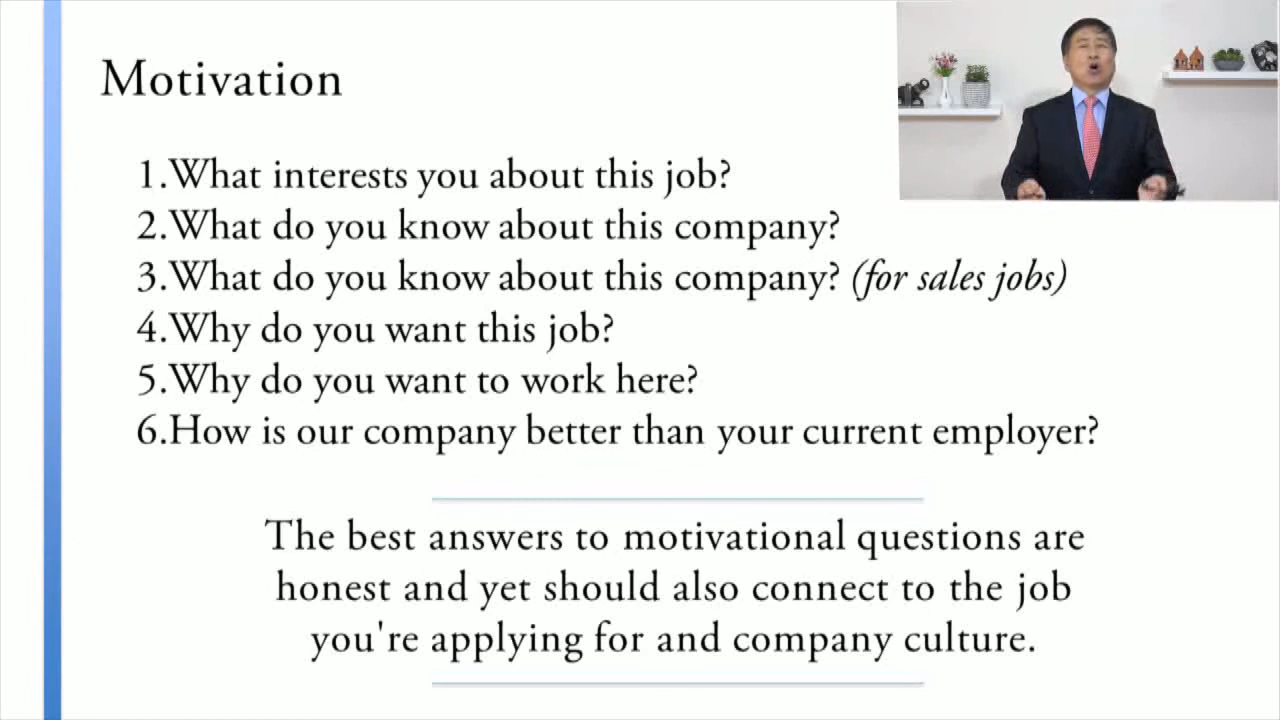 Motivation
1.What interests you about this job?
2.What do you know about this company?
3.What do you know about this company? (for sales jobs)
4.Why do you want this job?
5.Why do you want to work here?
6.How is our company better than your current employer?
The best answers to motivational questions are
honest and yet should also connect to the job
you're applying for and company culture.